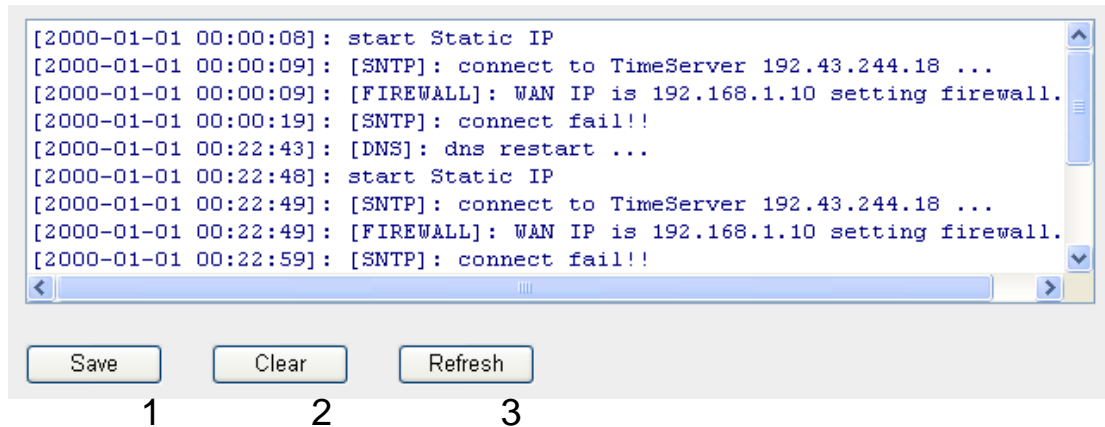 [2000-01-01 00:00:08]: start Static IP
[2000-01-01 00:00:09]: [SNTP]: connect to TimeServer 192.43.244.18 ...
[2000-01-01 00:00:09]: [FIREWALL]: WAN IP is 192.168.1.10 setting firewall.
[2000-01-01 00:00:19]: [SNTP]: connect fail!!
[2000-01-01 00:22:43]: [DNS]: dns restart ...
[2000-01-01 00:22:48]: start Static IP
[2000-01-01 00:22:49]: [SNTP]: connect to TimeServer 192.43.244.18 ...
[2000-01-01 00:22:49]: [FIREWALL]: WAN IP is 192.168.1.10 setting firewall.
[2000-01-01 00:22:59]: [SNTP]: connect fail!!
Save Clear Refresh
1 2 3